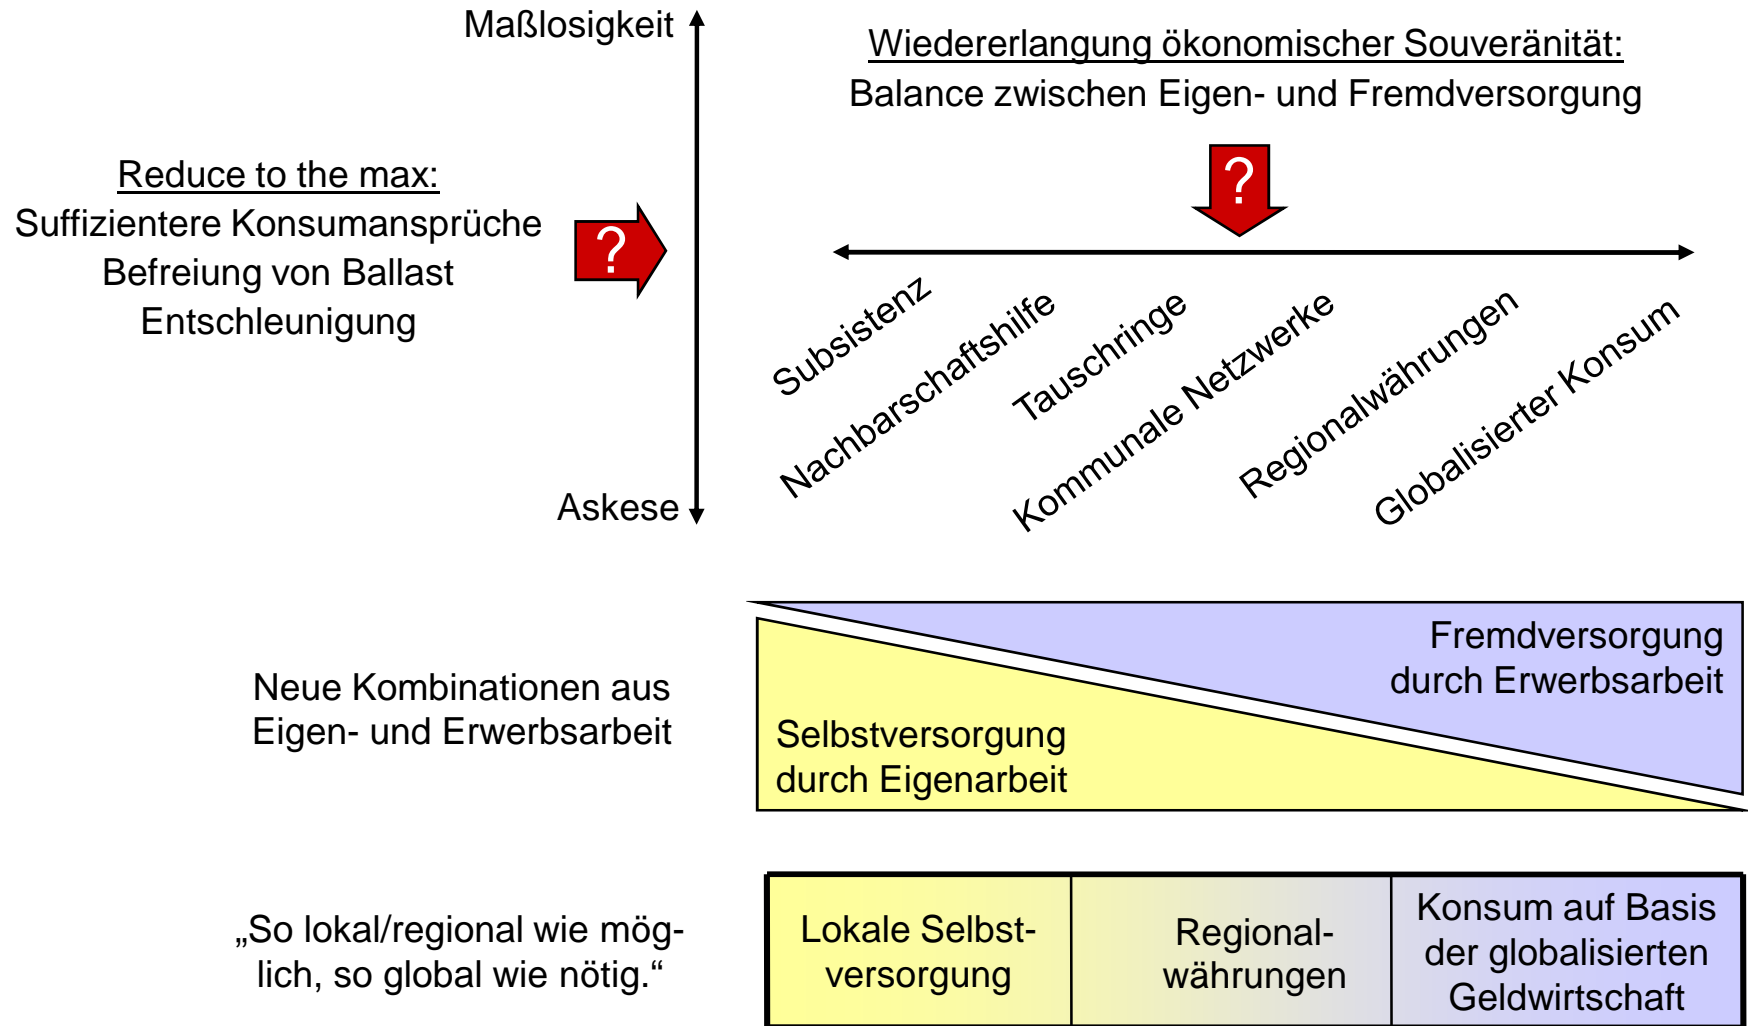 Maßlosigkeit
Wiedererlangung ökonomischer Souveränität:
Balance zwischen Eigen- und Fremdversorgung
Reduce to the max:
Suffizientere Konsumansprüche
Befreiung von Ballast
Entschleunigung
?
?
Askese
Subsistenz
Nachbarschaftshilfe
Tauschringe
Kommunale Netzwerke
Regionalwährungen
Globalisierter Konsum
Neue Kombinationen aus
Eigen- und Erwerbsarbeit
Fremdversorgung
durch Erwerbsarbeit
Selbstversorgung
durch Eigenarbeit
„So lokal/regional wie mög-
lich, so global wie nötig.“
Lokale Selbst-
versorgung
Regional-
währungen
Konsum auf Basis
der globalisierten
Geldwirtschaft